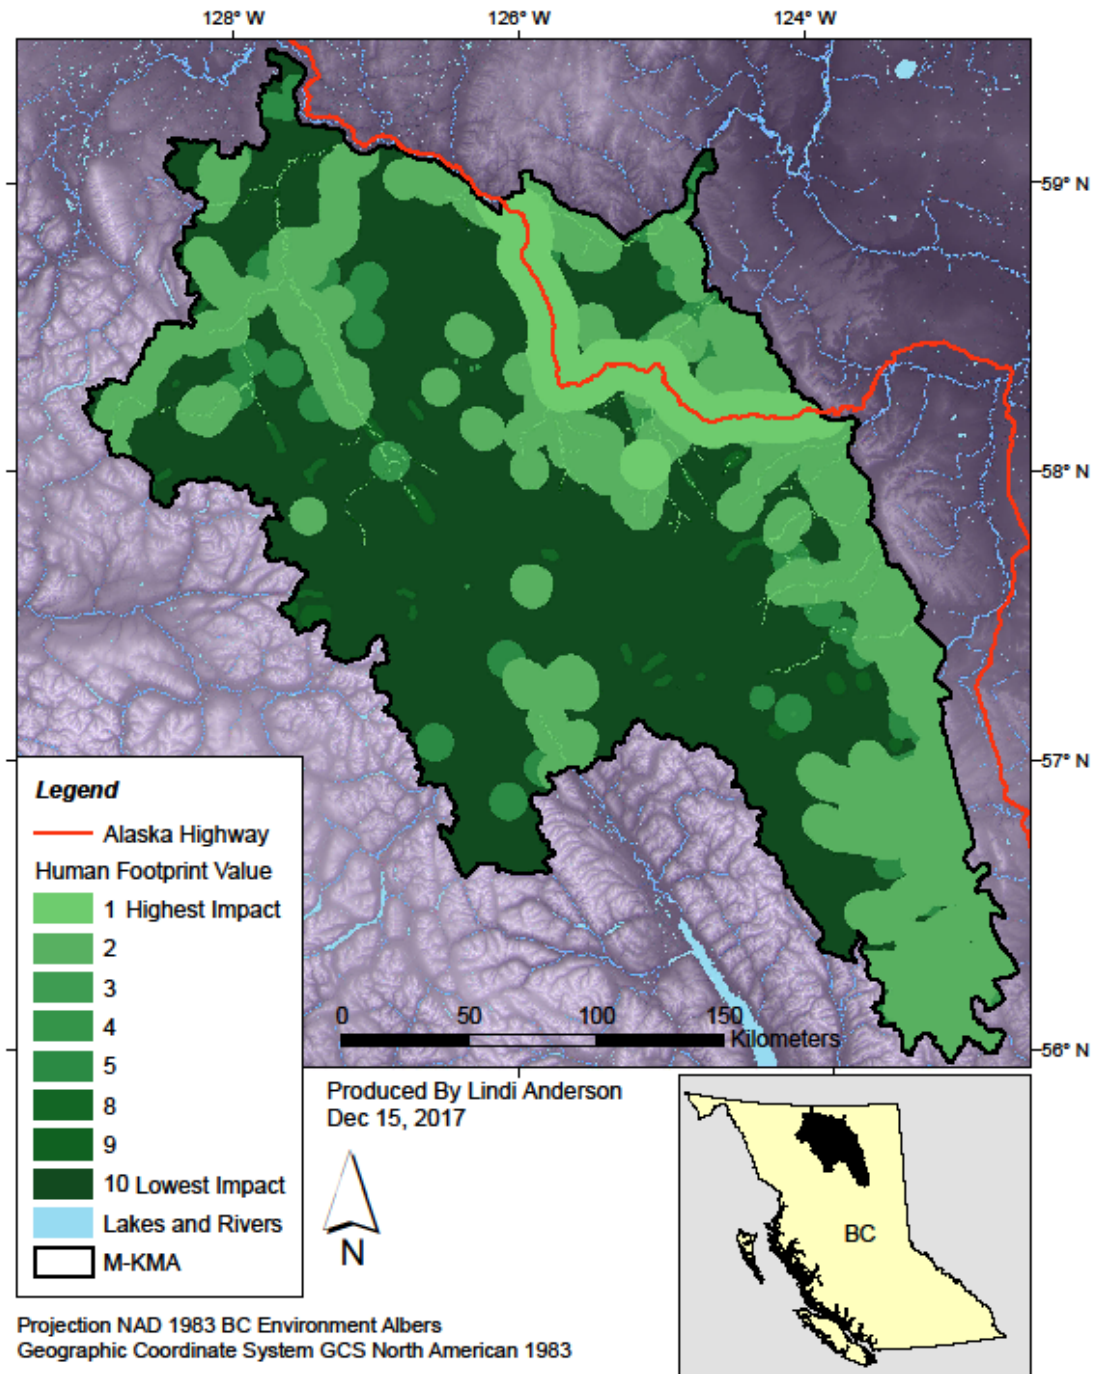 128° W
126° W
124° W
59° N
58° N
57° N
56° N
Legend
Alaska Highway
Human Footprint Value
1 Highest Impact
2
3
4
5
8
9
10 Lowest Impact
Lakes and Rivers
M-KMA
0 50 100 150
Kilometers
Produced By Lindi Anderson
Dec 15, 2017
N
BC
Projection NAD 1983 BC Environment Albers
Geographic Coordinate System GCS North American 1983